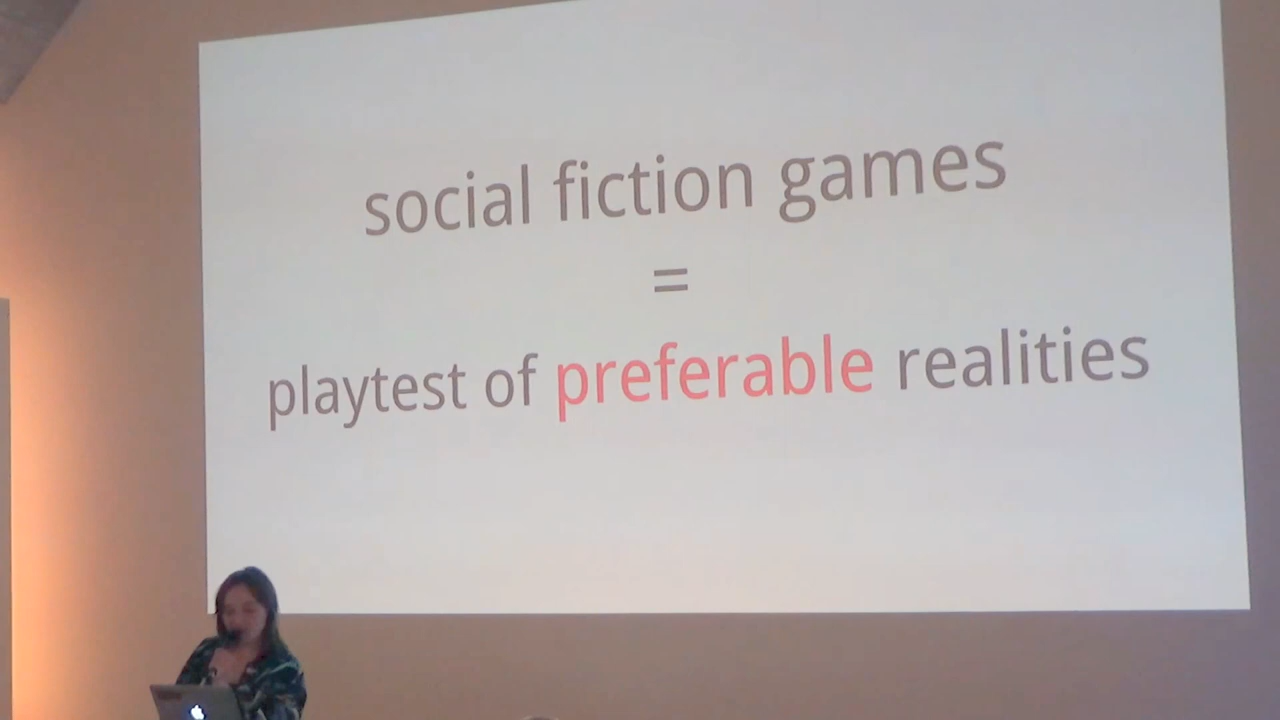 social fiction games
=
playtest of preferable realities